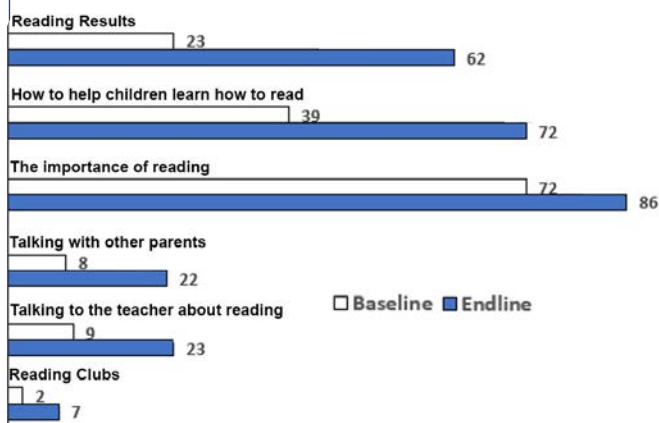 Reading Results
23
62
How to help children learn how to read
39
72
The importance of reading
72
86
Talking with other parents
8
22
Baseline Endline
Talking to the teacher about reading
9
23
Reading Clubs
2
7